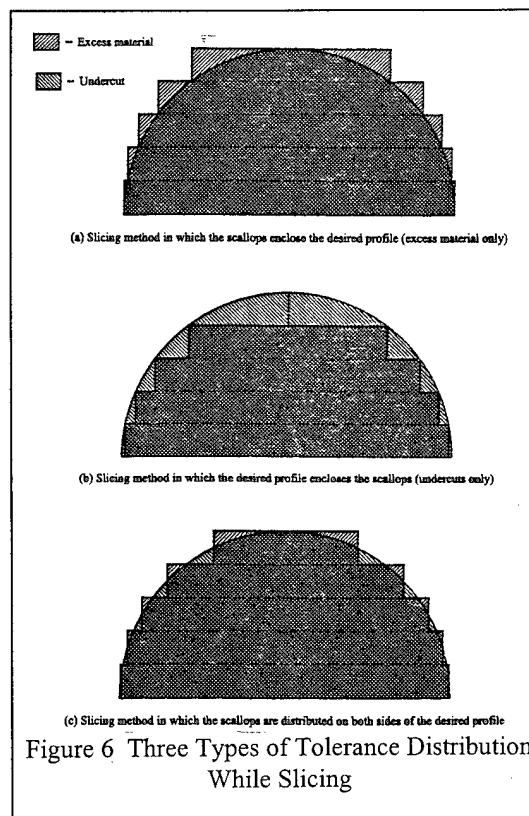 – Excess material
– Undercut
(a) Slicing method in which the scallops enclose the desired profile (excess material only)
(b) Slicing method in which the desired profile encloses the scallops (undercuts only)
(c) Slicing method in which the scallops are distributed on both sides of the desired profile
Figure 6 Three Types of Tolerance Distribution
While Slicing